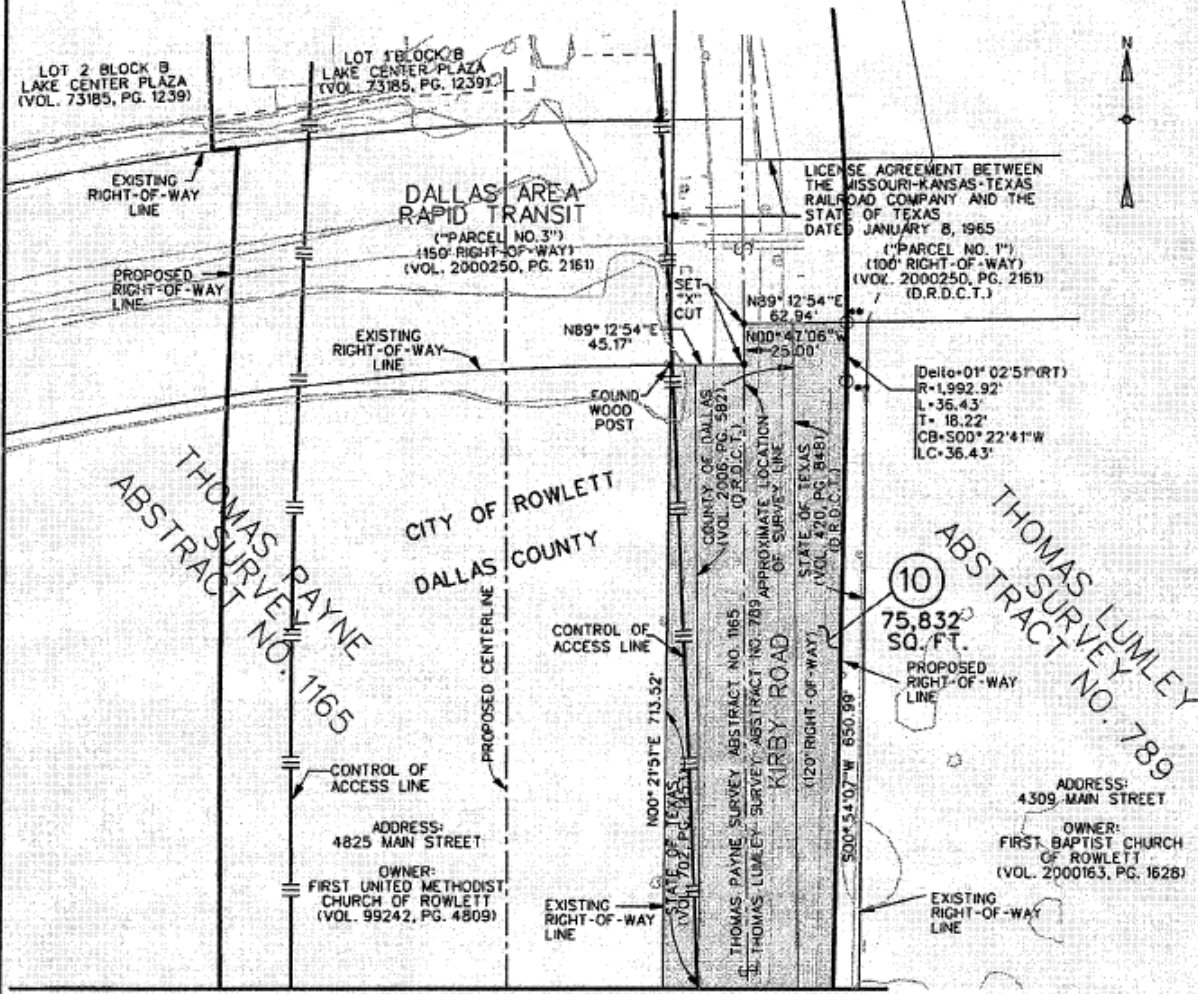 LOT 2 BLOCK B
LAKE CENTER PLAZA
(VOL. 73185, PG. 1239)
LOT 1 BLOCK B
LAKE CENTER PLAZA
(VOL. 73185, PG. 1239)
N
EXISTING
RIGHT-OF-WAY
LINE
DALLAS AREA
RAPID TRANSIT
("PARCEL NO.3")
(150' RIGHT-OF-WAY)
(VOL. 2000250, PG. 2161)
LICENSE AGREEMENT BETWEEN
THE MISSOURI-KANSAS-TEXAS
RAILROAD COMPANY AND THE
STATE OF TEXAS
DATED JANUARY 8, 1965
("PARCEL NO. 1")
(100' RIGHT-OF-WAY)
(VOL. 2000250, PG. 2161)
(D.R.D.C.T.)
PROPOSED
RIGHT-OF-WAY
LINE
SET
"X"
CUT
N89° 12'54"E
62.94'
**
EXISTING
RIGHT-OF-WAY
LINE
N89° 12'54"E
45.17'
N00° 47'06"W
25.00'
FOUND
WOOD
POST
**
Delta=01° 02'51"(RT)
R=1,992.92'
L=36.43'
T= 18.22'
CB=S00° 22'41"W
LC=36.43'
COUNTY OF DALLAS
(VOL. 2006, PG. 582)
(D.R.D.C.T.)
APPROXIMATE LOCATION
OF SURVEY LINE
STATE OF TEXAS
(VOL. 420, PG. 848)
(D.R.D.C.T.)
THOMAS PAYNE
SURVEY
ABSTRACT NO. 1165
CITY OF ROWLETT
DALLAS COUNTY
PROPOSED CENTERLINE
THOMAS LUMLEY
SURVEY
ABSTRACT NO. 789
10
75,832
SQ. FT.
CONTROL OF
ACCESS LINE
PROPOSED
RIGHT-OF-WAY
LINE
N00° 21'51"E 713.52'
STATE OF TEXAS
THOMAS PAYNE SURVEY ABSTRACT NO. 1165
THOMAS LUMLEY SURVEY ABSTRACT NO. 789
KIRBY ROAD
(120' RIGHT-OF-WAY)
S00° 54'07"W 650.99'
CONTROL OF
ACCESS LINE
ADDRESS:
4825 MAIN STREET
OWNER:
FIRST UNITED METHODIST
CHURCH OF ROWLETT
(VOL. 99242, PG. 4809)
EXISTING
RIGHT-OF-WAY
LINE
ADDRESS:
4309 MAIN STREET
OWNER:
FIRST BAPTIST CHURCH
OF ROWLETT
(VOL. 2000163, PG. 1628)
EXISTING
RIGHT-OF-WAY
LINE